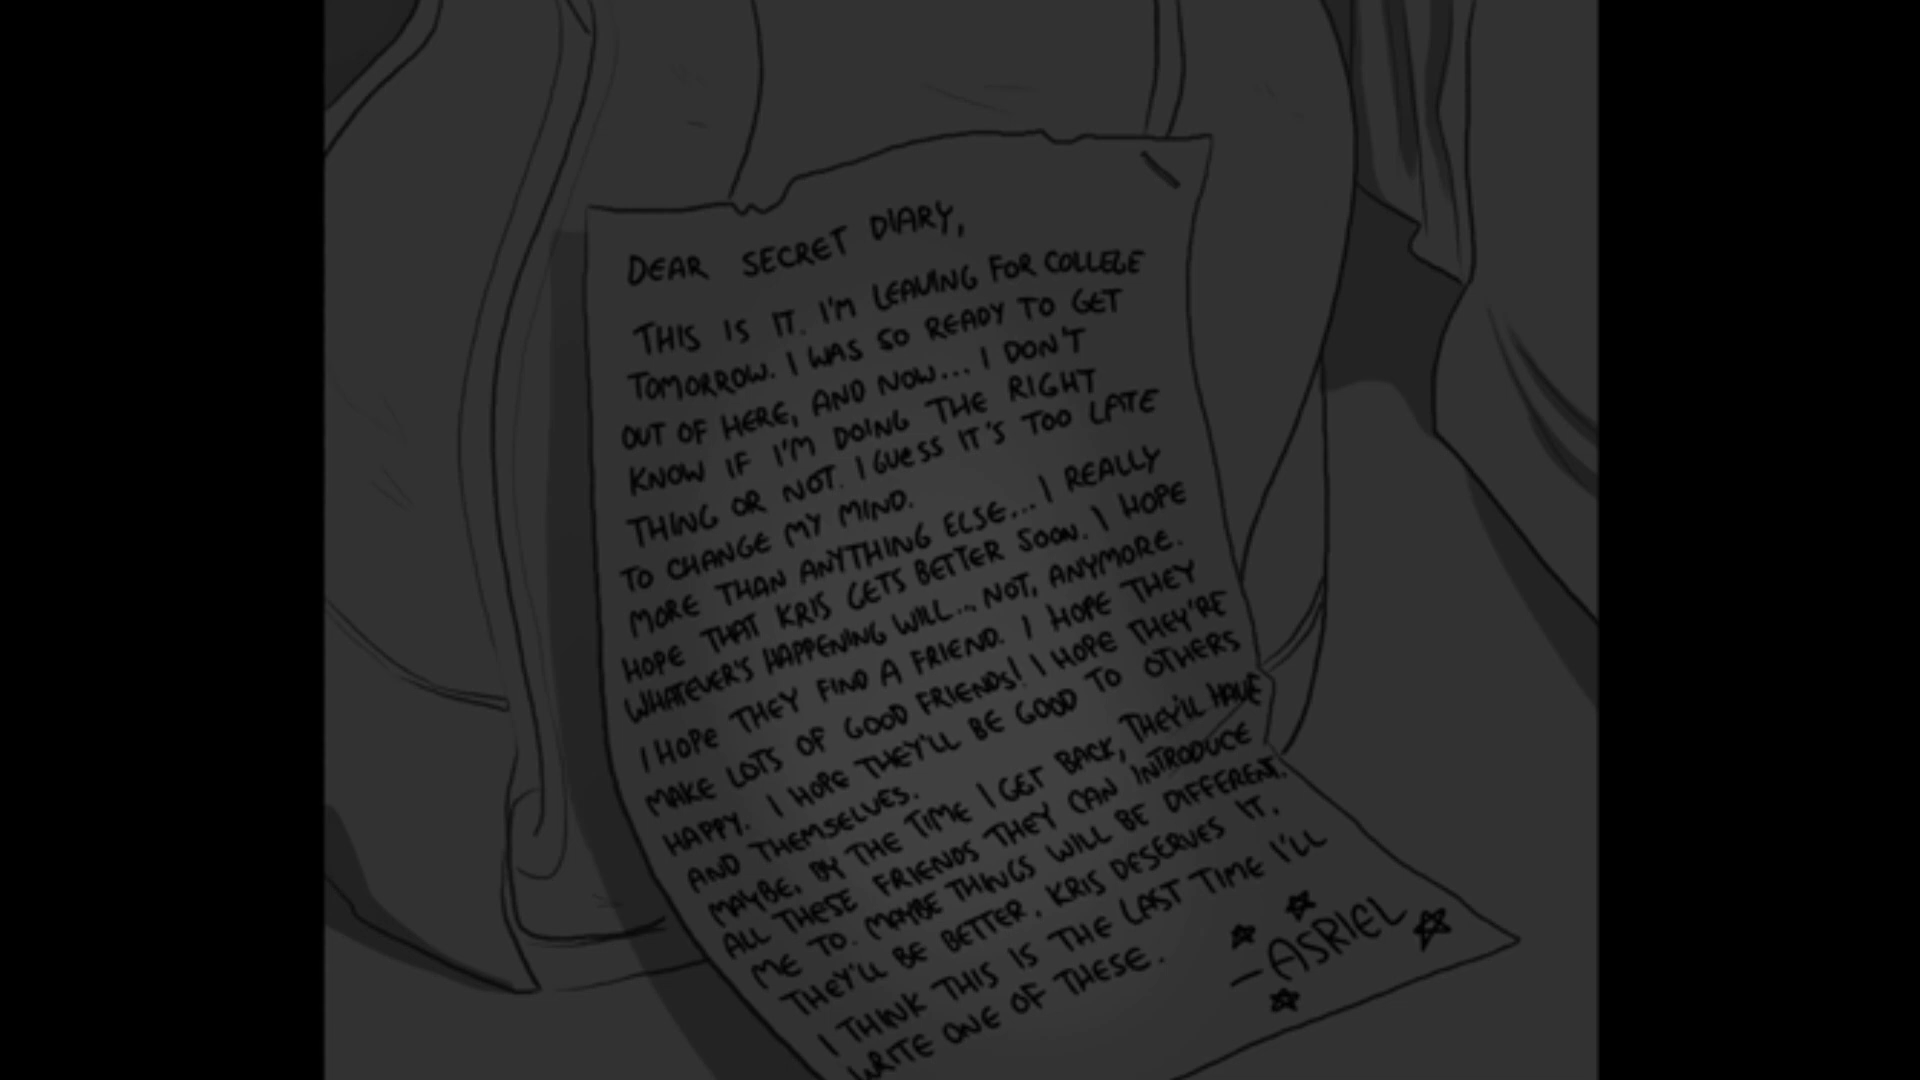 DEAR SECRET DIARY,
THIS IS IT. I'M LEAVING FOR COLLEGE
TOMORROW. I WAS SO READY TO GET
OUT OF HERE, AND NOW... I DON'T
KNOW IF I'M DOING THE RIGHT
THING OR NOT. I GUESS IT'S TOO LATE
TO CHANGE MY MIND.
MORE THAN ANYTHING ELSE... I REALLY
HOPE THAT KRIS GETS BETTER SOON. I HOPE
WHATEVER'S HAPPENING WILL... NOT, ANYMORE.
I HOPE THEY FIND A FRIEND. I HOPE THEY
MAKE LOTS OF GOOD FRIENDS! I HOPE THEY'RE
HAPPY. I HOPE THEY'LL BE GOOD TO OTHERS
AND THEMSELVES.
MAYBE, BY THE TIME I GET BACK, THEY'LL HAVE
ALL THESE FRIENDS THEY CAN INTRODUCE
ME TO. MAYBE THINGS WILL BE DIFFERENT.
THEY'LL BE BETTER. KRIS DESERVES IT.
I THINK THIS IS THE LAST TIME I'LL
WRITE ONE OF THESE.
—ASRIEL